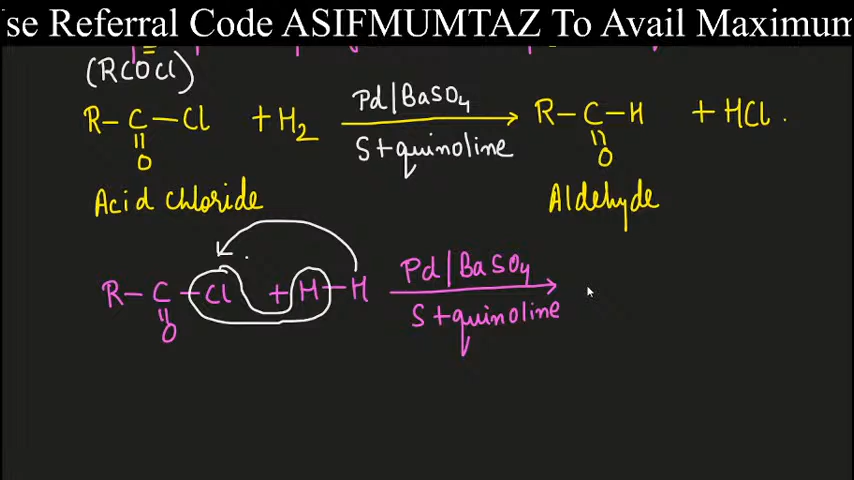 se Referral Code ASIFMUMTAZ To Avail Maximum
(RCOCl)
R–C–Cl + H2 Pd|BaSO4 R–C–H + HCl.
O S+quinoline O
Acid chloride Aldehyde
R–C–Cl + H–H Pd|BaSO4
O S+quinoline